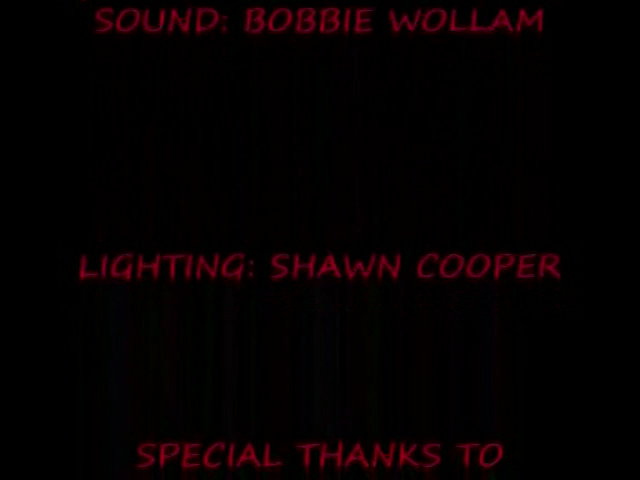 SOUND: BOBBIE WOLLAM
LIGHTING: SHAWN COOPER
SPECIAL THANKS TO